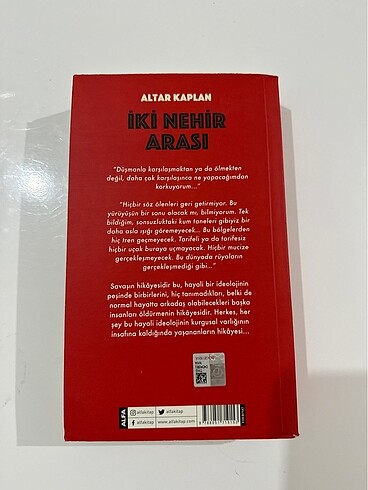 ALTAR KAPLAN
İKİ NEHİR
ARASI
"Düşmanla karşılaşmaktan ya da ölmekten
değil, daha çok karşılaşınca ne yapacağımdan
korkuyorum..."
"Hiçbir söz ölenleri geri getirmiyor. Bu
yürüyüşün bir sonu olacak mı, bilmiyorum. Tek
bildiğim, sonsuzluktaki kum taneleri gibiyiz bir
daha asla ışığı göremeyecek... Bu bölgelerden
hiç tren geçmeyecek. Tarifeli ya da tarifesiz
hiçbir uçak buraya uçmayacak. Hiçbir mucize
gerçekleşmeyecek. Bu dünyada rüyaların
gerçekleşmediği gibi..."
Savaşın hikâyesidir bu, hayali bir ideolojinin
peşinde birbirlerini, hiç tanımadıkları, belki de
normal hayatta arkadaş olabilecekleri başka
insanları öldürmenin hikâyesidir. Herkes, her
şey bu hayali ideolojinin kurgusal varlığının
insafına kaldığında yaşananların hikâyesi...
ALFA
alfakitap
alfakitap
alfakitap
www.alfakitap.com